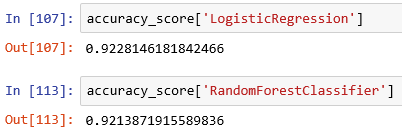 In [107]: accuracy_score['LogisticRegression']
Out[107]: 0.9228146181842466
In [113]: accuracy_score['RandomForestClassifier']
Out[113]: 0.9213871915589836